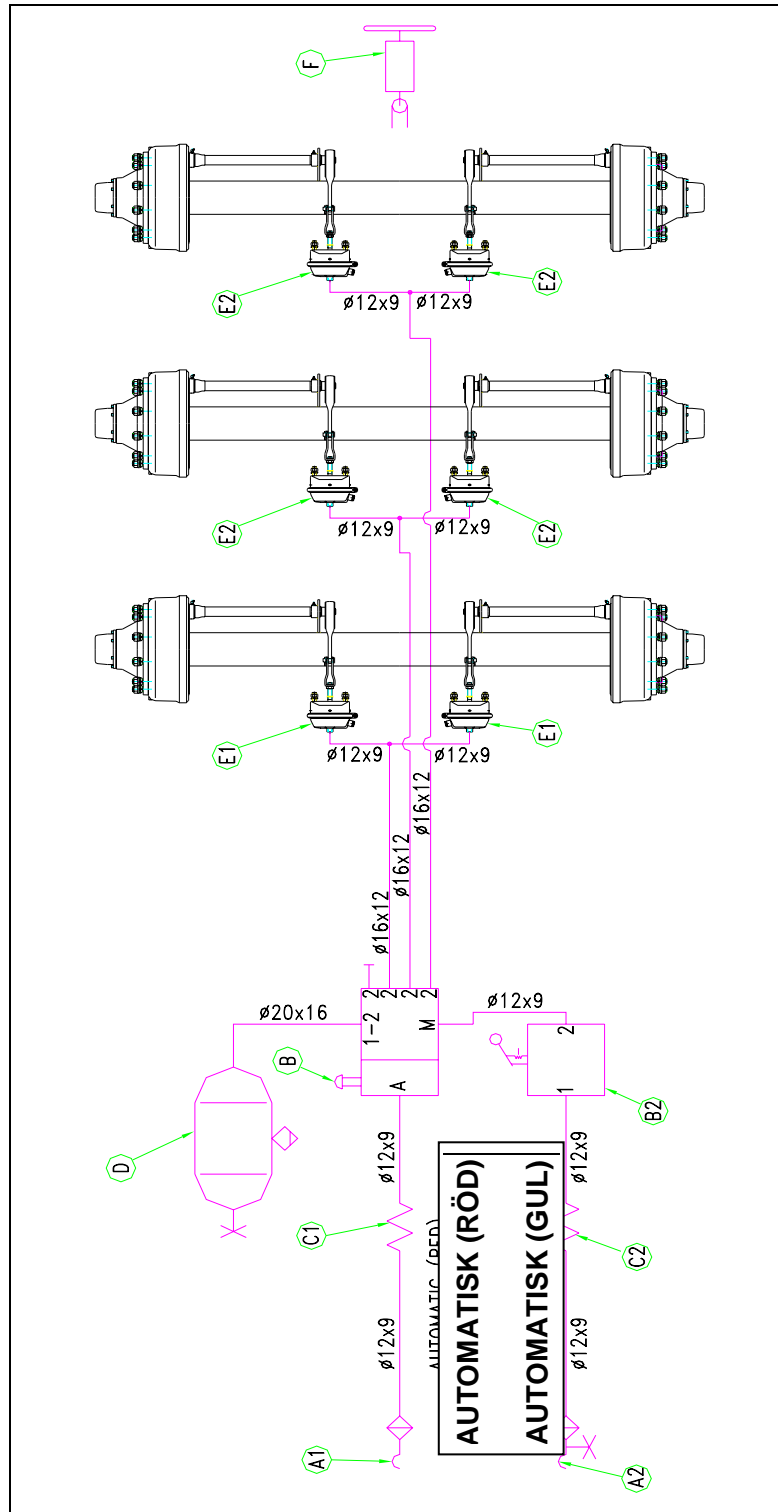 F
E2
E2
ø12x9
ø12x9
E2
E2
ø12x9
ø12x9
E1
E1
ø12x9
ø12x9
ø16x12
ø16x12
ø16x12
ø20x16
ø12x9
2
2
2
2
1-2
M
A
B
1
2
B2
D
ø12x9
ø12x9
C1
C2
AUTOMATIC (RED)
AUTOMATISK (RÖD)
AUTOMATISK (GUL)
ø12x9
ø12x9
A1
A2